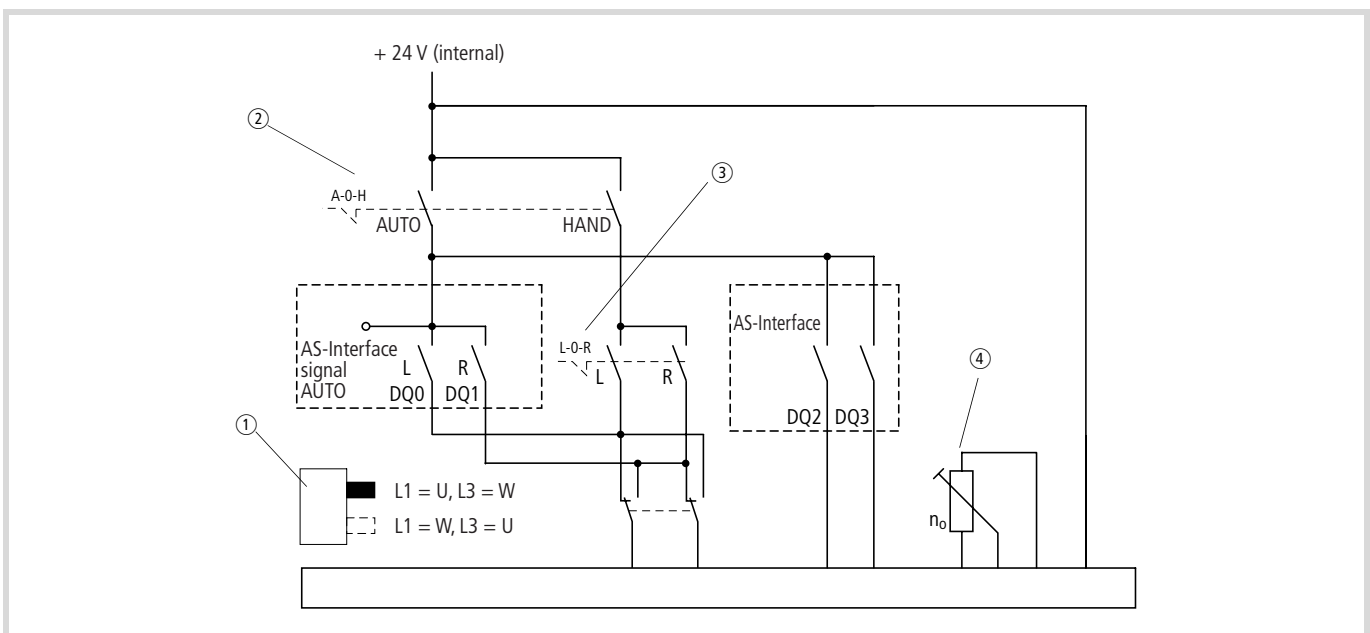 + 24 V (internal)
②
③
A-0-H
AUTO
HAND
AS-Interface
signal
AUTO
L
R
DQ0
DQ1
L-0-R
L
R
AS-Interface
DQ2
DQ3
④
①
L1 = U, L3 = W
L1 = W, L3 = U
n₀